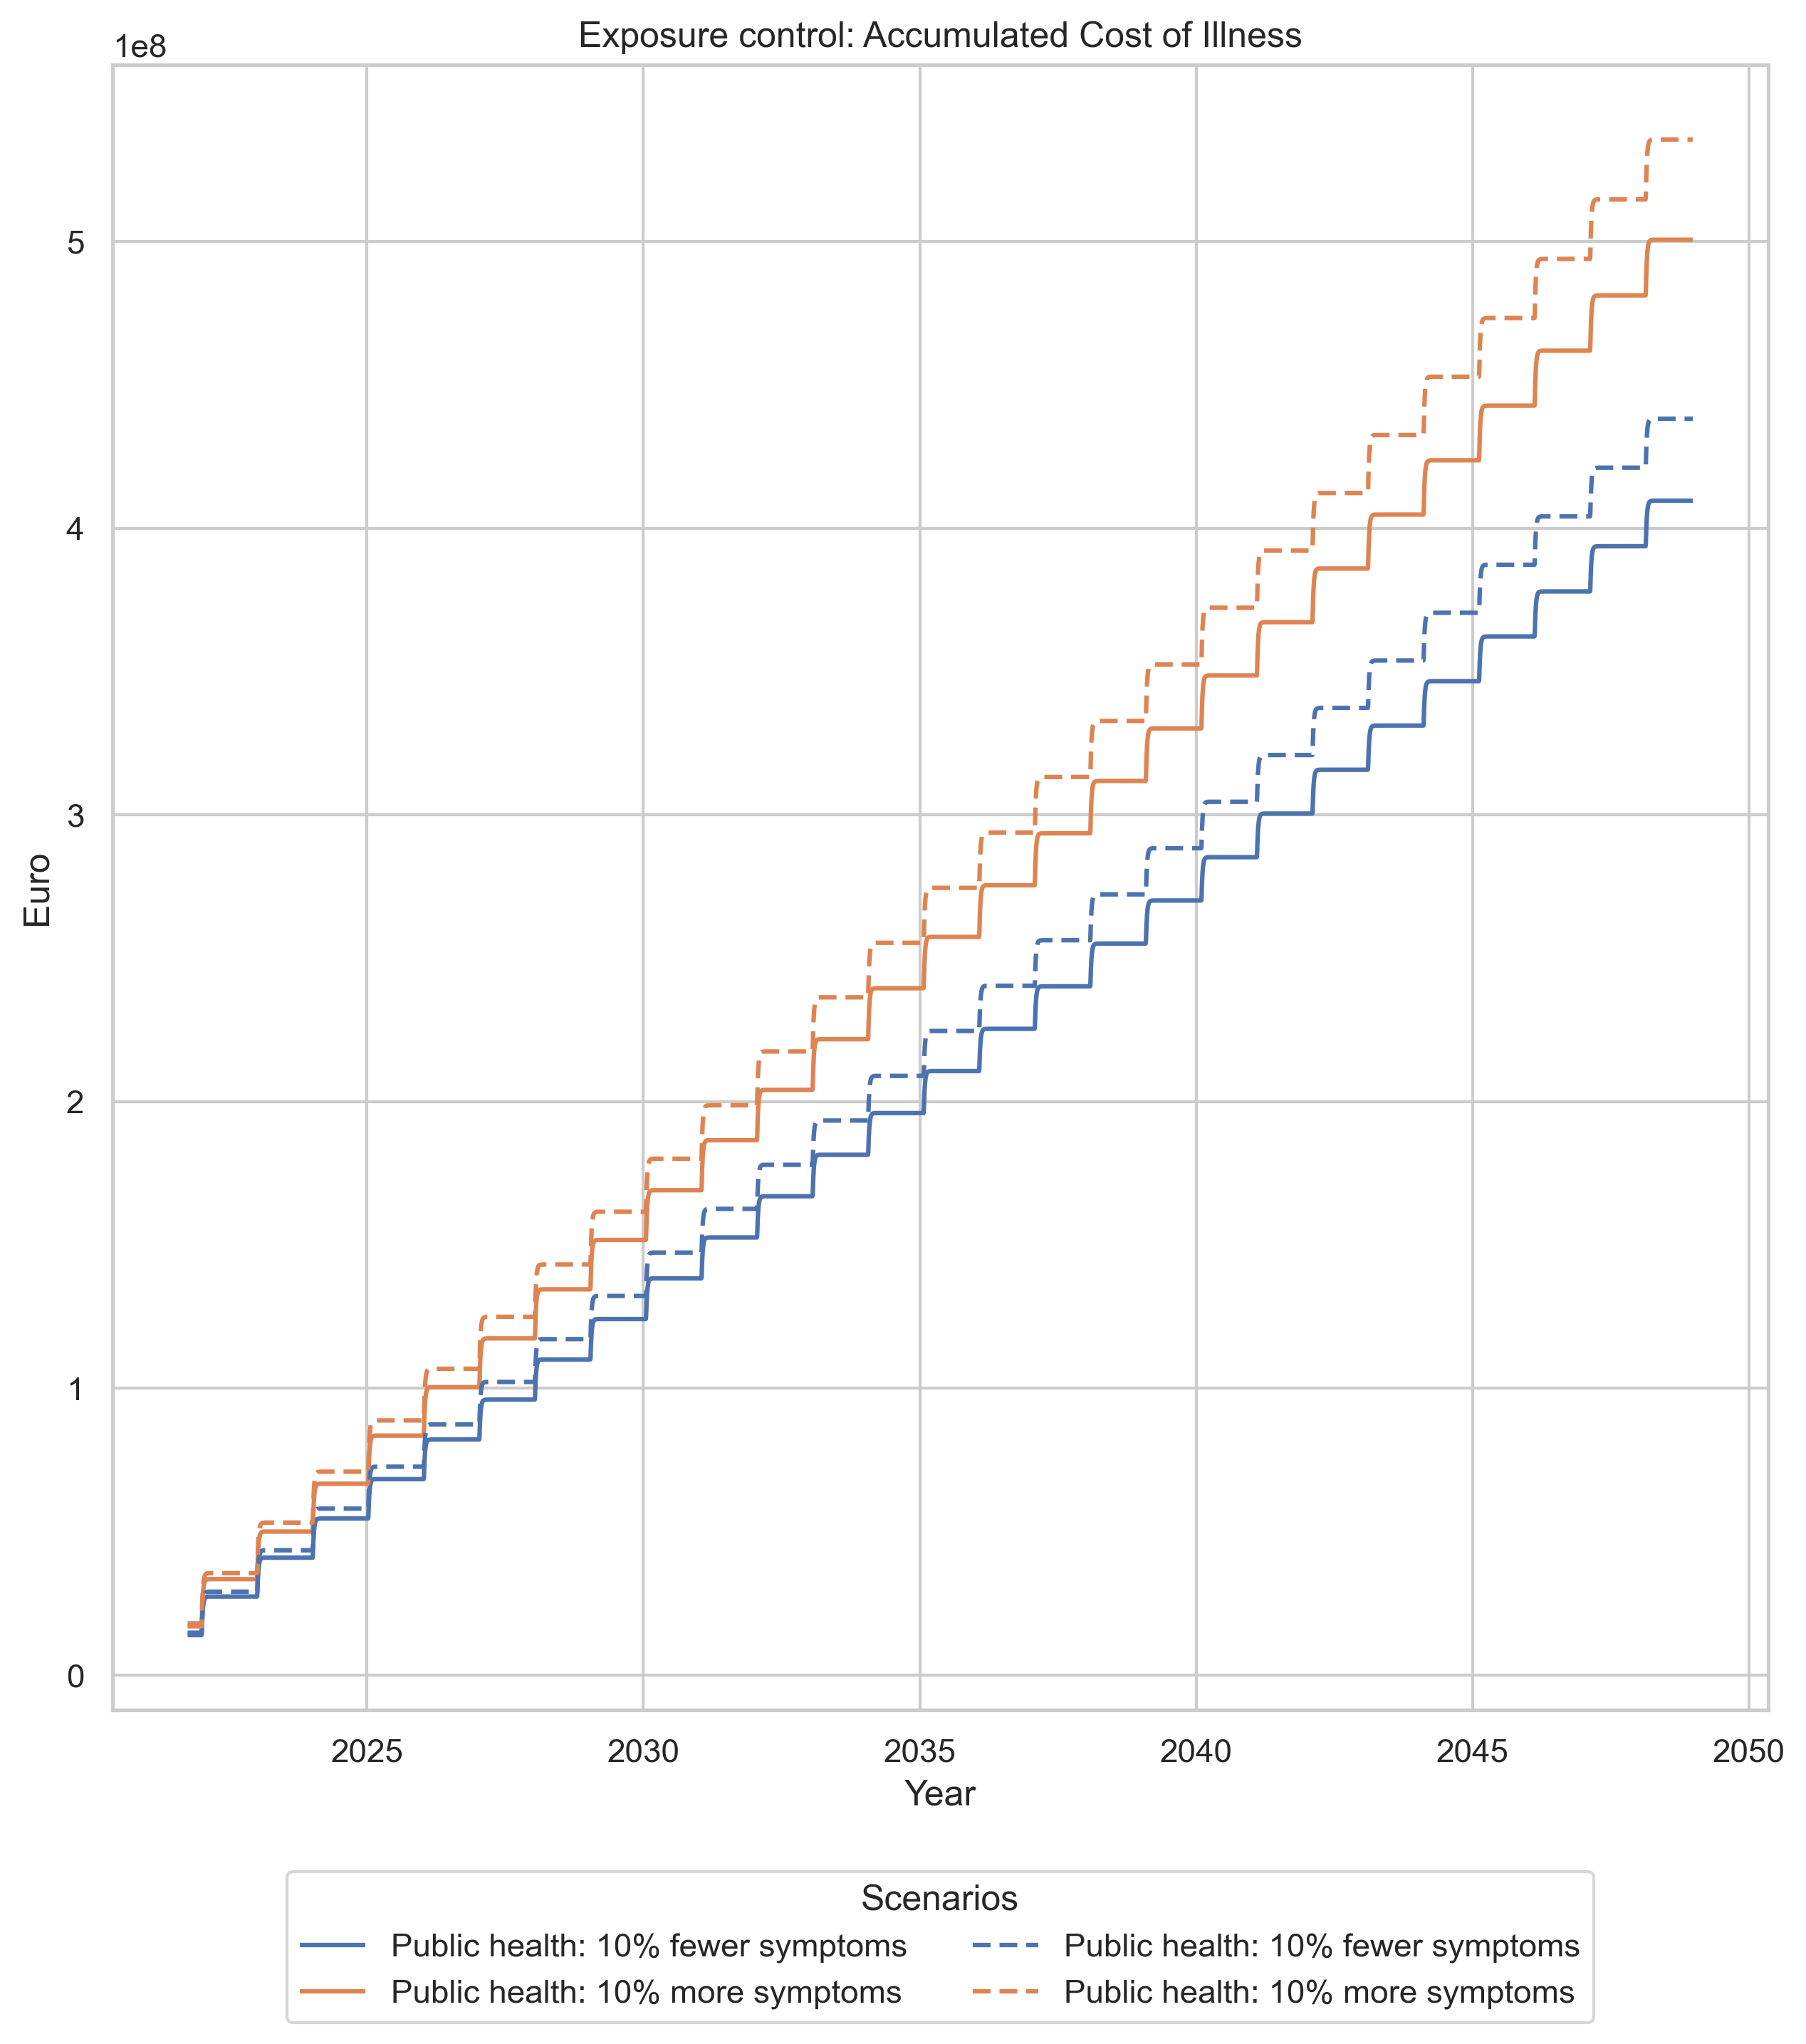 Exposure control: Accumulated Cost of Illness
1e8
5
4
3
2
1
0
Euro
2025 2030 2035 2040 2045 2050
Year
Scenarios
Public health: 10% fewer symptoms Public health: 10% fewer symptoms
Public health: 10% more symptoms Public health: 10% more symptoms